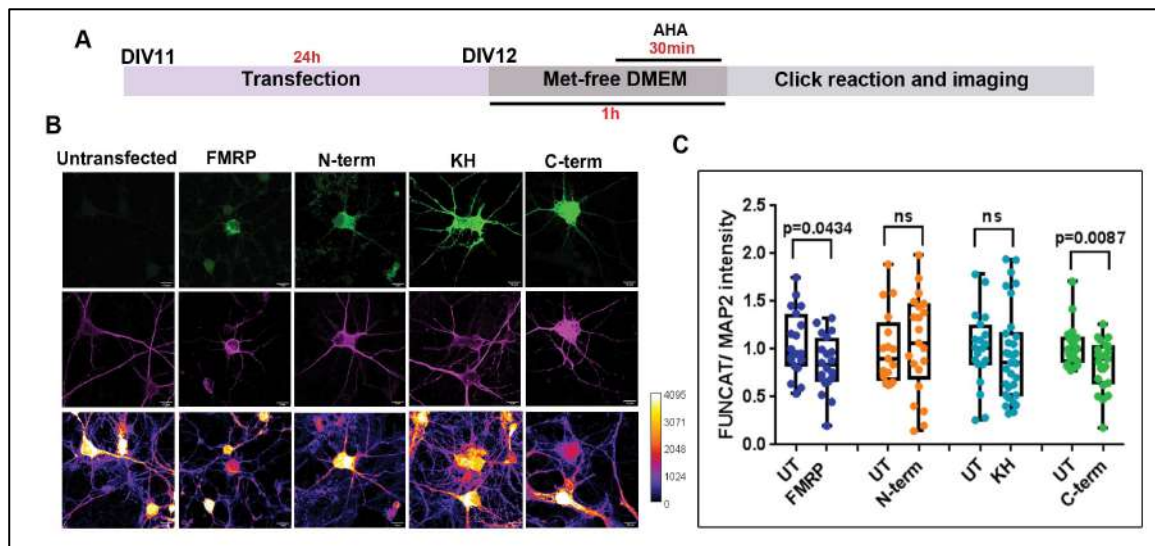 A
DIV11
24h
DIV12
AHA
30min
Transfection
Met-free DMEM
Click reaction and imaging
1h
B
Untransfected FMRP N-term KH C-term
4095
3071
2048
1024
0
C
FUNCAT/ MAP2 intensity
2.5
2.0
1.5
1.0
0.5
0.0
p=0.0434
ns
ns
p=0.0087
UT
FMRP
UT
N-term
UT
KH
UT
C-term